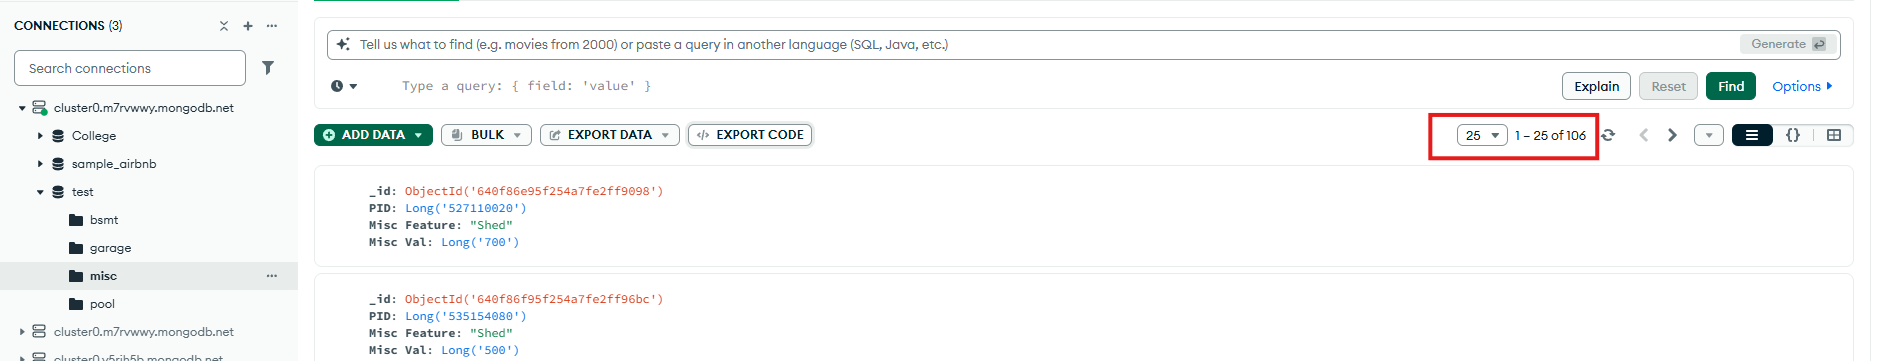 CONNECTIONS (3)
Search connections
cluster0.m7rvwwy.mongodb.net
College
sample_airbnb
test
bsmt
garage
misc
pool
cluster0.m7rvwwy.mongodb.net
cluster0.v5rjh5b.mongodb.net
Tell us what to find (e.g. movies from 2000) or paste a query in another language (SQL, Java, etc.)
Generate
Type a query: { field: 'value' }
Explain
Reset
Find
Options
ADD DATA
BULK
EXPORT DATA
EXPORT CODE
25
1 – 25 of 106
_id: ObjectId('640f86e95f254a7fe2ff9098')
PID: Long('527110020')
Misc Feature: "Shed"
Misc Val: Long('700')
_id: ObjectId('640f86f95f254a7fe2ff96bc')
PID: Long('535154080')
Misc Feature: "Shed"
Misc Val: Long('500')